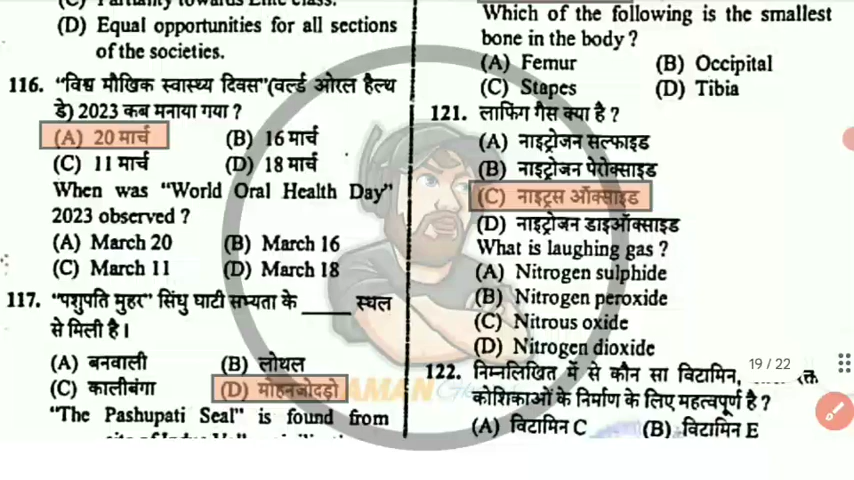 (C) Partiality towards Elite class.
(D) Equal opportunities for all sections
of the societies.
116. “विश्व मौखिक स्वास्थ्य दिवस”(वर्ल्ड ओरल हैल्थ
डे) 2023 कब मनाया गया ?
(A) 20 मार्च (B) 16 मार्च
(C) 11 मार्च (D) 18 मार्च
When was “World Oral Health Day”
2023 observed ?
(A) March 20 (B) March 16
(C) March 11 (D) March 18
117. “पशुपति मुहर” सिंधु घाटी सभ्यता के ____ स्थल
से मिली है।
(A) बनवाली (B) लोथल
(C) कालीबंगा (D) मोहनजोदड़ो
“The Pashupati Seal” is found from
Which of the following is the smallest
bone in the body ?
(A) Femur (B) Occipital
(C) Stapes (D) Tibia
121. लाफिंग गैस क्या है ?
(A) नाइट्रोजन सल्फाइड
(B) नाइट्रोजन पेरोक्साइड
(C) नाइट्रस ऑक्साइड
(D) नाइट्रोजन डाइऑक्साइड
What is laughing gas ?
(A) Nitrogen sulphide
(B) Nitrogen peroxide
(C) Nitrous oxide
(D) Nitrogen dioxide
19 / 22
122. निम्नलिखित में से कौन सा विटामिन,
कोशिकाओं के निर्माण के लिए महत्वपूर्ण है ?
(A) विटामिन C (B) विटामिन E
AMAN